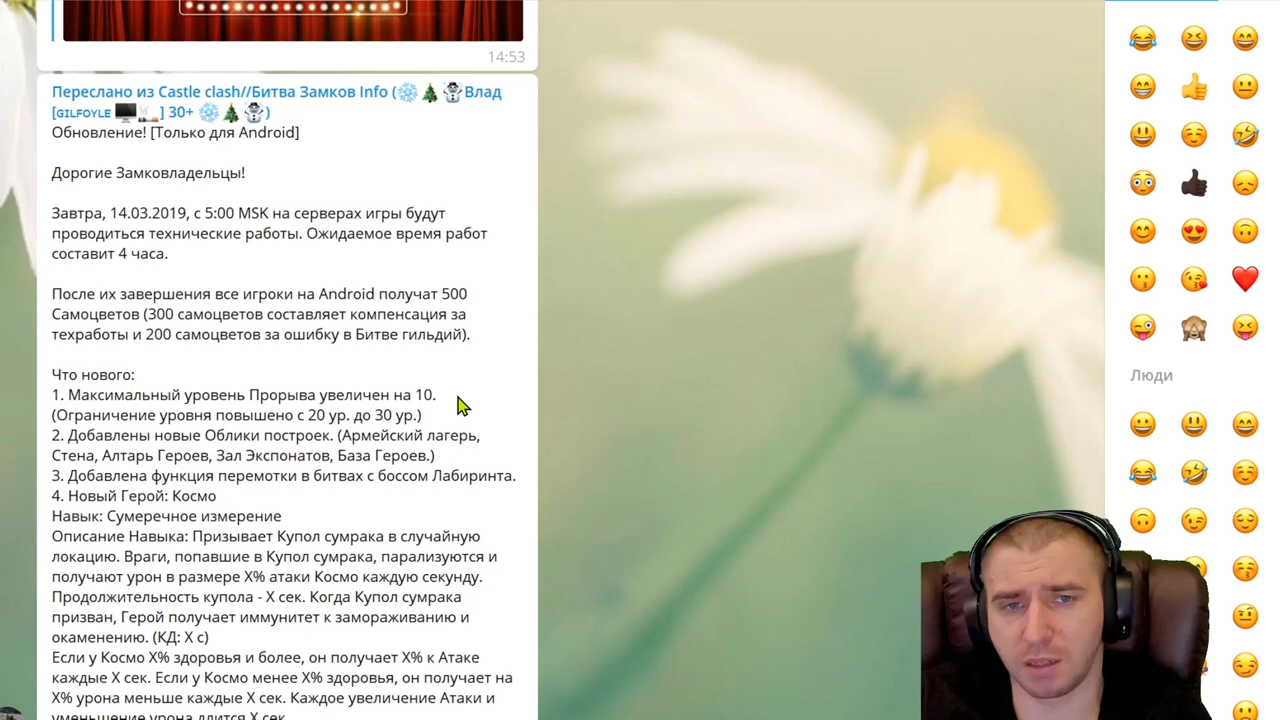 14:53
Переслано из Castle clash//Битва Замков Info (❄️🎄⛄Влад
[ɢɪʟꜰᴏʏʟᴇ 🖥️🚬] 30+ ❄️🎄⛄)
Обновление! [Только для Android]
Дорогие Замковладельцы!
Завтра, 14.03.2019, с 5:00 MSK на серверах игры будут
проводиться технические работы. Ожидаемое время работ
составит 4 часа.
После их завершения все игроки на Android получат 500
Самоцветов (300 самоцветов составляет компенсация за
техработы и 200 самоцветов за ошибку в Битве гильдий).
Что нового:
1. Максимальный уровень Прорыва увеличен на 10.
(Ограничение уровня повышено с 20 ур. до 30 ур.)
2. Добавлены новые Облики построек. (Армейский лагерь,
Стена, Алтарь Героев, Зал Экспонатов, База Героев.)
3. Добавлена функция перемотки в битвах с боссом Лабиринта.
4. Новый Герой: Космо
Навык: Сумеречное измерение
Описание Навыка: Призывает Купол сумрака в случайную
локацию. Враги, попавшие в Купол сумрака, парализуются и
получают урон в размере X% атаки Космо каждую секунду.
Продолжительность купола - X сек. Когда Купол сумрака
призван, Герой получает иммунитет к замораживанию и
окаменению. (КД: X с)
Если у Космо X% здоровья и более, он получает X% к Атаке
каждых X сек. Если у Космо менее X% здоровья, он получает на
X% урона меньше каждые X сек. Каждое увеличение Атаки и
уменьшение урона длится X сек.
Люди